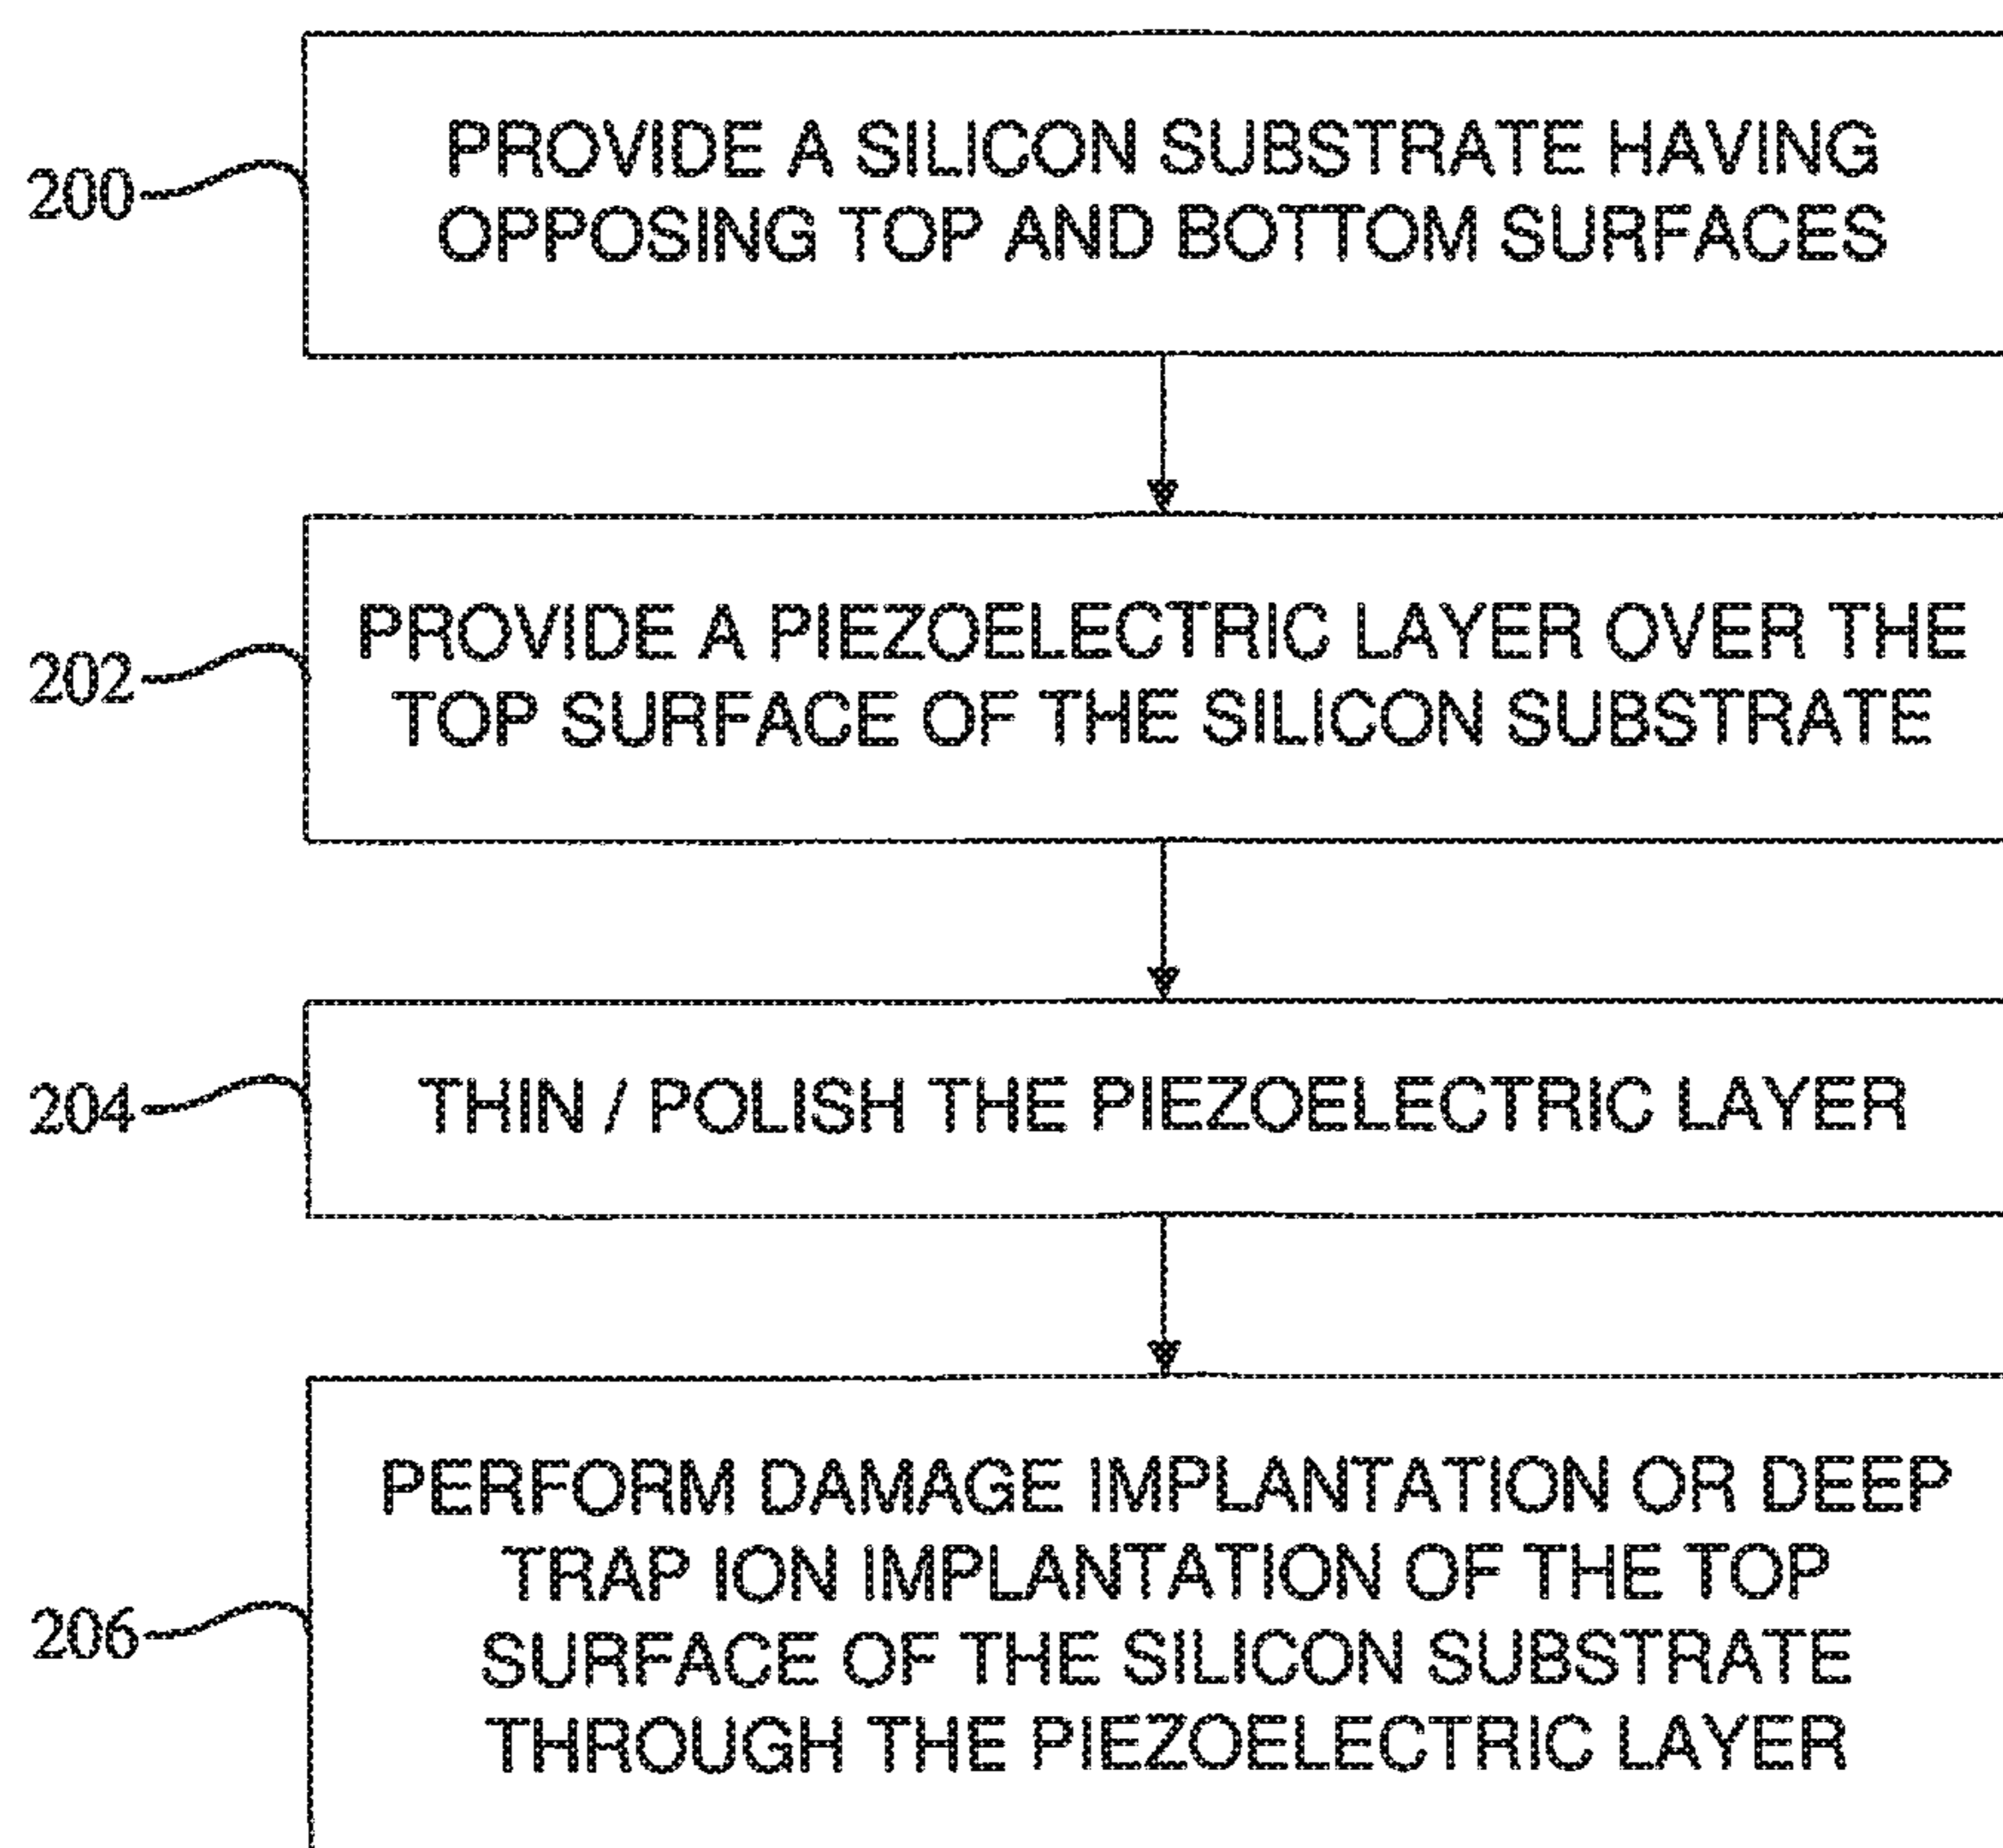 200
PROVIDE A SILICON SUBSTRATE HAVING
OPPOSING TOP AND BOTTOM SURFACES
202
PROVIDE A PIEZOELECTRIC LAYER OVER THE
TOP SURFACE OF THE SILICON SUBSTRATE
204
THIN / POLISH THE PIEZOELECTRIC LAYER
206
PERFORM DAMAGE IMPLANTATION OR DEEP
TRAP ION IMPLANTATION OF THE TOP
SURFACE OF THE SILICON SUBSTRATE
THROUGH THE PIEZOELECTRIC LAYER